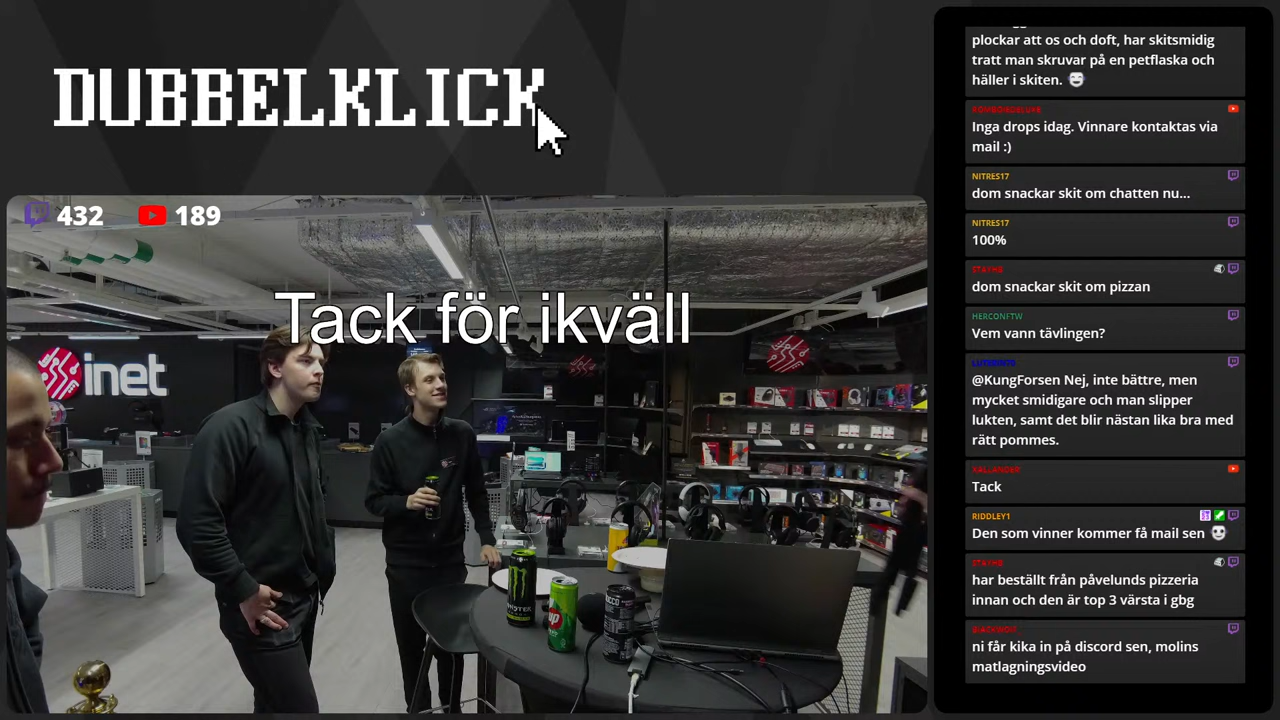 DUBBELKLICK
432 189
Tack för ikväll
inet
MONSTER
plockar att os och doft, har skitsmidig
tratt man skruvar på en petflaska och
häller i skiten.
Inga drops idag. Vinnare kontaktas via
mail :)
NITRES17
dom snackar skit om chatten nu...
NITRES17
100%
STAYHD
dom snackar skit om pizzan
HERCONFTW
Vem vann tävlingen?
@KungForsen Nej, inte bättre, men
mycket smidigare och man slipper
lukten, samt det blir nästan lika bra med
rätt pommes.
KALLANDER
Tack
RIDDLEY1
Den som vinner kommer få mail sen
STAYHD
har beställt från påvelunds pizzeria
innan och den är top 3 värsta i gbg
ni får kika in på discord sen, molins
matlagningsvideo